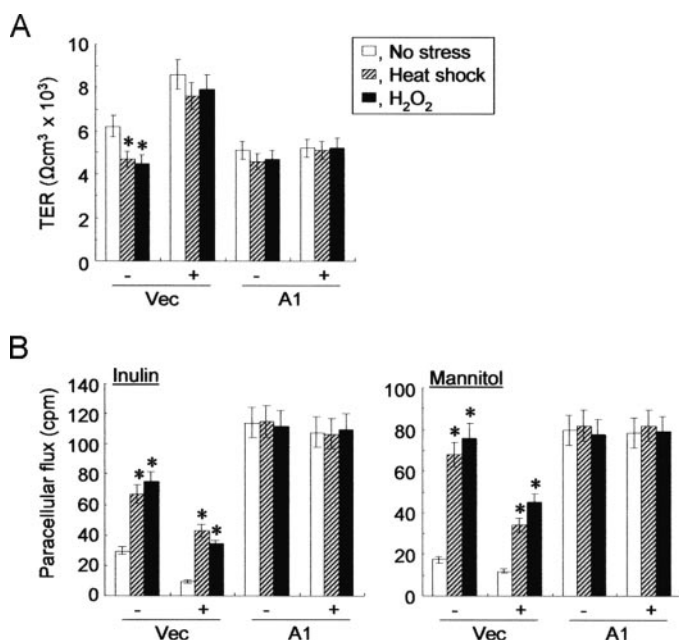 A
TER (Ωcm³ x 10³)
10
8
6
4
2
0
* *
- + - +
Vec A1
, No stress
, Heat shock
, H₂O₂
B
Inulin
Paracellular flux (cpm)
140
120
100
80
60
40
20
0
* *
* *
- + - +
Vec A1
Mannitol
100
80
60
40
20
0
* *
* *
- + - +
Vec A1